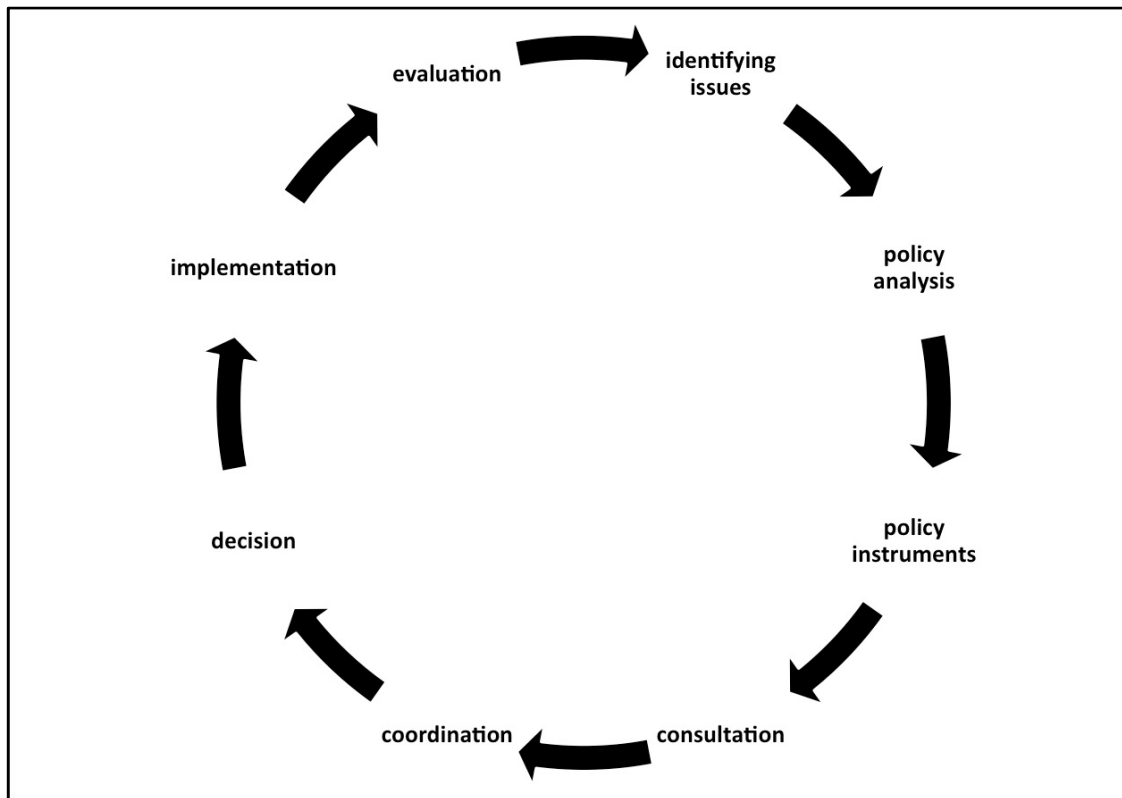 evaluation
identifying
issues
policy
analysis
policy
instruments
consultation
coordination
decision
implementation